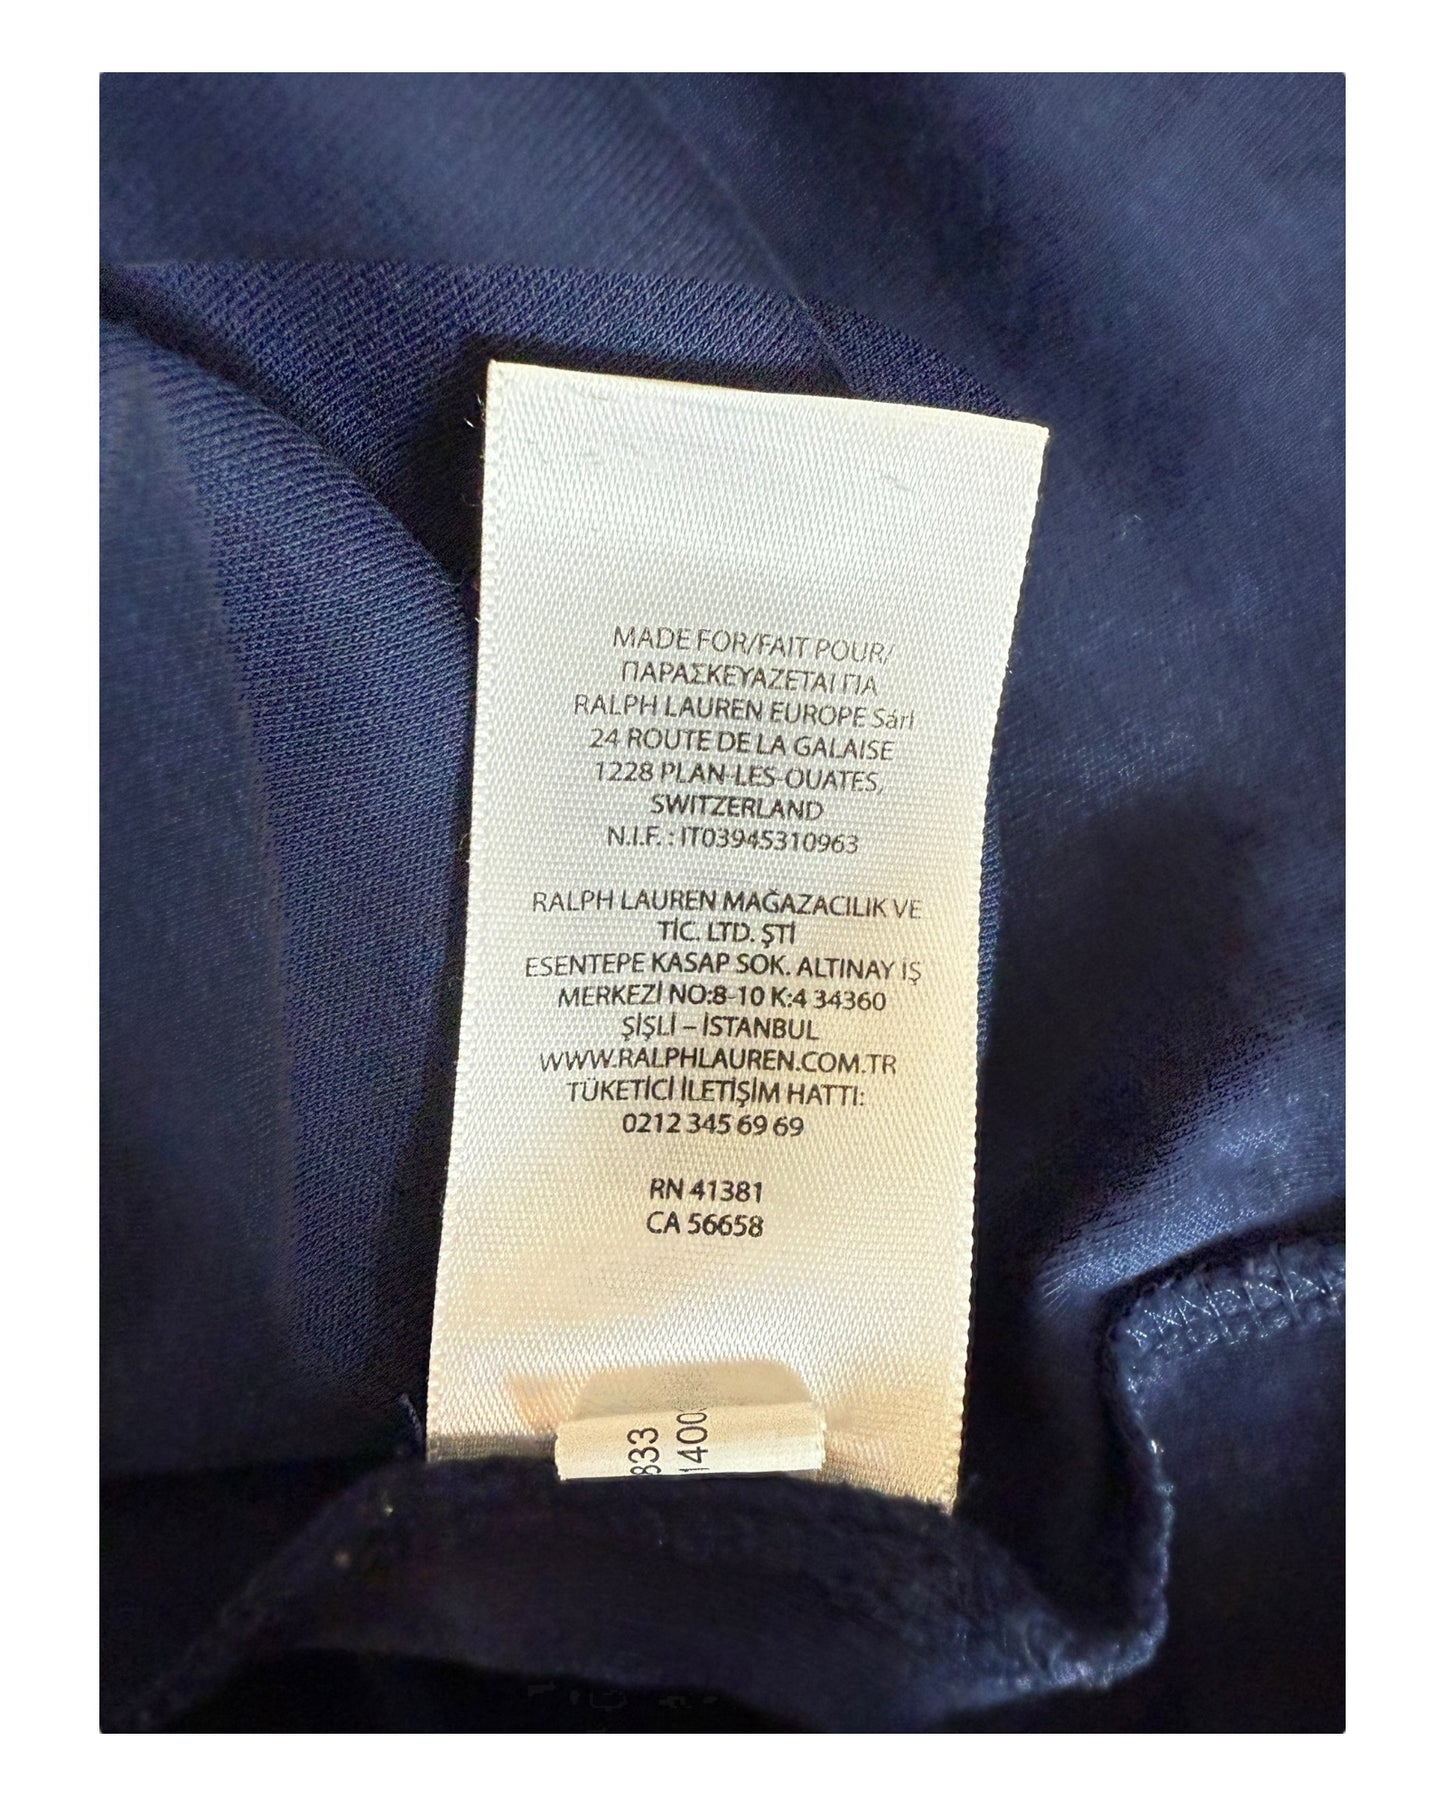 MADE FOR/FAIT POUR/
ΠΑΡΑΣΚΕΥΑΖΕΤΑΙ ΓΙΑ
RALPH LAUREN EUROPE Sárl
24 ROUTE DE LA GALAISE
1228 PLAN-LES-OUATES,
SWITZERLAND
N.I.F. : IT03945310963
RALPH LAUREN MAĞAZACILIK VE
TİC. LTD. ŞTİ
ESENTEPE KASAP SOK. ALTINAY İŞ
MERKEZİ NO:8-10 K:4 34360
ŞİŞLİ – İSTANBUL
WWW.RALPHLAUREN.COM.TR
TÜKETİCİ İLETİŞİM HATTI:
0212 345 69 69
RN 41381
CA 56658